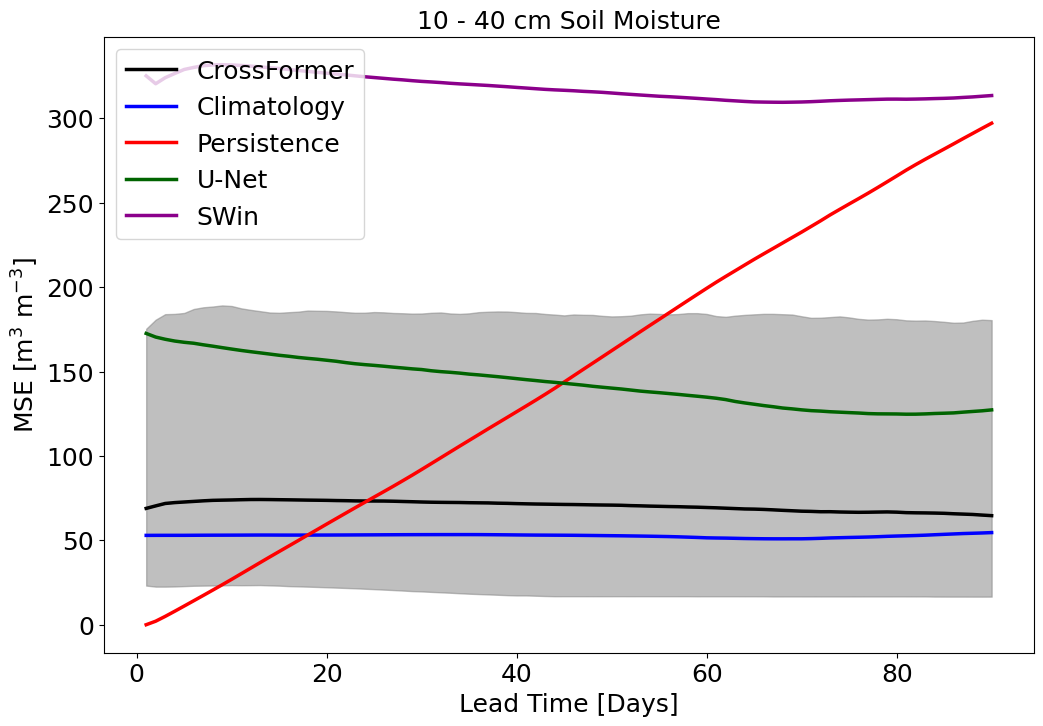 10 - 40 cm Soil Moisture
CrossFormer
Climatology
Persistence
U-Net
SWin
MSE [m³ m⁻³]
300
250
200
150
100
50
0
0 20 40 60 80
Lead Time [Days]